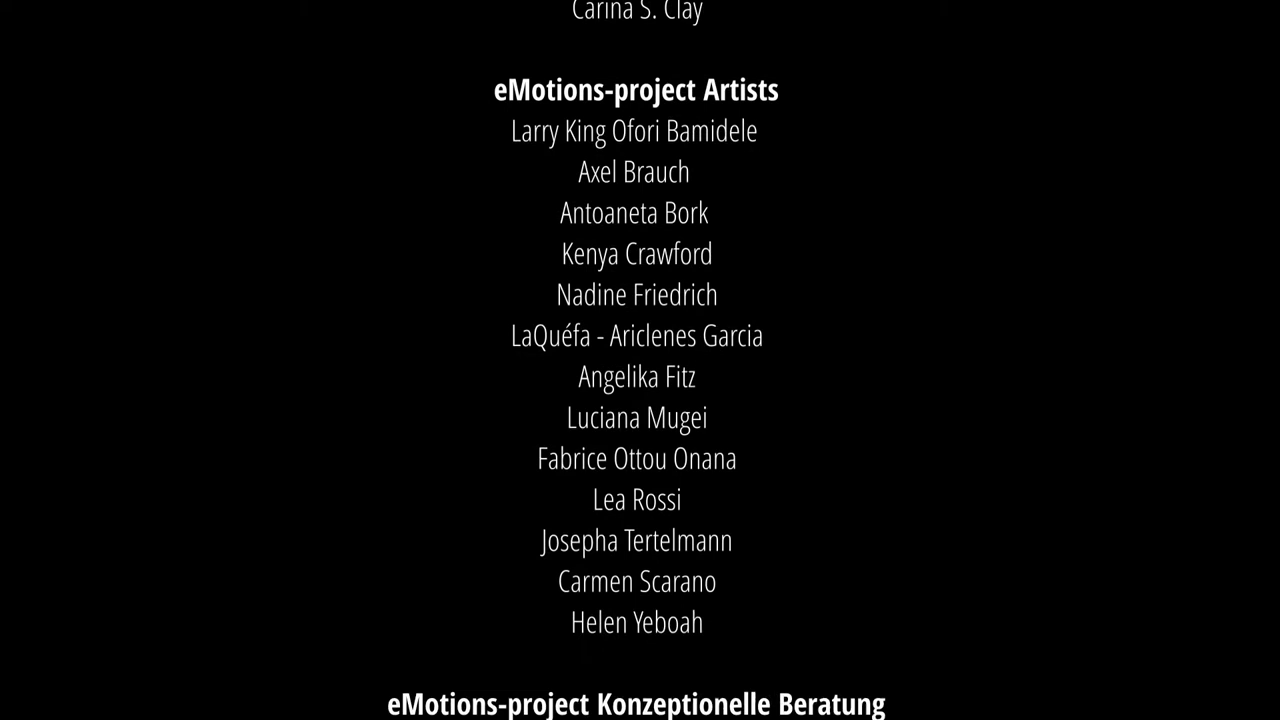 Carina S. Clay
eMotions-project Artists
Larry King Ofori Bamidele
Axel Brauch
Antoaneta Bork
Kenya Crawford
Nadine Friedrich
LaQuéfa - Ariclenes Garcia
Angelika Fitz
Luciana Mugei
Fabrice Ottou Onana
Lea Rossi
Josepha Tertelmann
Carmen Scarano
Helen Yeboah
eMotions-project Konzeptionelle Beratung